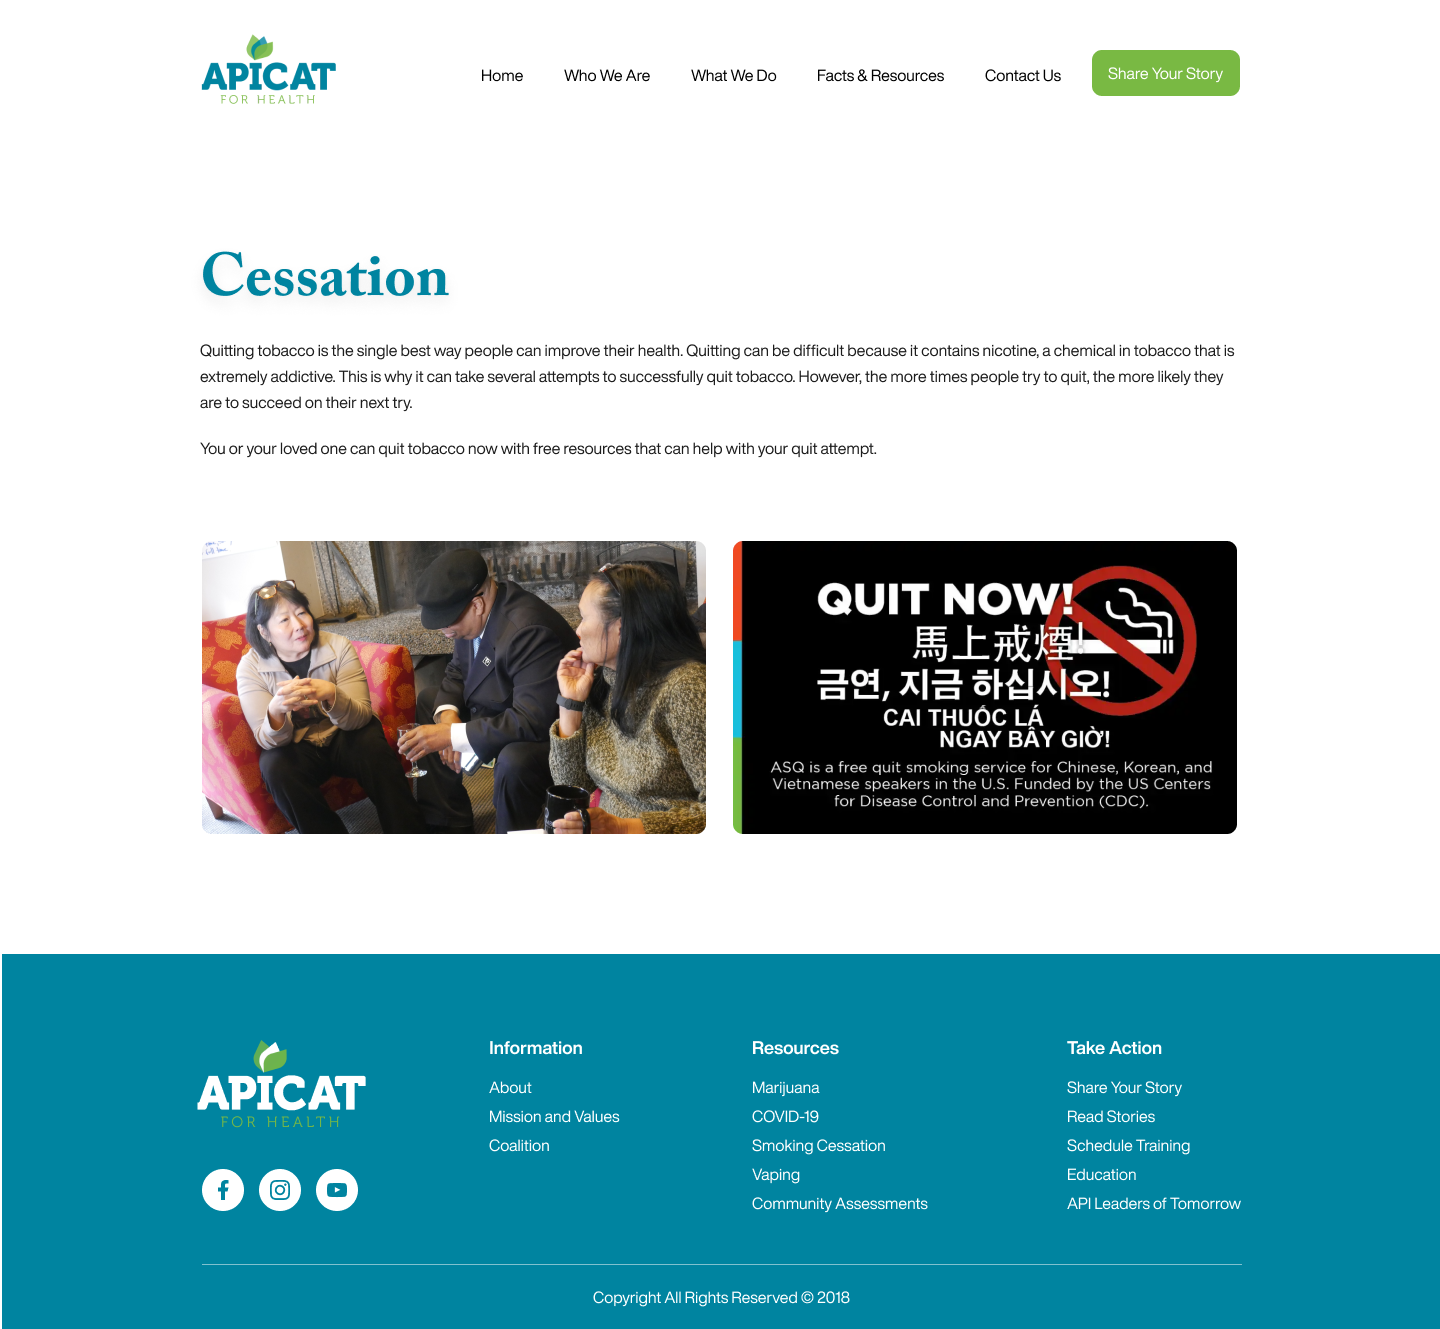 APICAT
FOR HEALTH
Home
Who We Are
What We Do
Facts & Resources
Contact Us
Share Your Story
Cessation
Quitting tobacco is the single best way people can improve their health. Quitting can be difficult because it contains nicotine, a chemical in tobacco that is
extremely addictive. This is why it can take several attempts to successfully quit tobacco. However, the more times people try to quit, the more likely they
are to succeed on their next try.
You or your loved one can quit tobacco now with free resources that can help with your quit attempt.
QUIT NOW!
馬上戒煙!
금연, 지금 하십시오!
CAI THUỐC LÁ
NGAY BÂY GIỜ!
ASQ is a free quit smoking service for Chinese, Korean, and
Vietnamese speakers in the U.S. Funded by the US Centers
for Disease Control and Prevention (CDC).
APICAT
FOR HEALTH
Information
About
Mission and Values
Coalition
Resources
Marijuana
COVID-19
Smoking Cessation
Vaping
Community Assessments
Take Action
Share Your Story
Read Stories
Schedule Training
Education
API Leaders of Tomorrow
Copyright All Rights Reserved © 2018